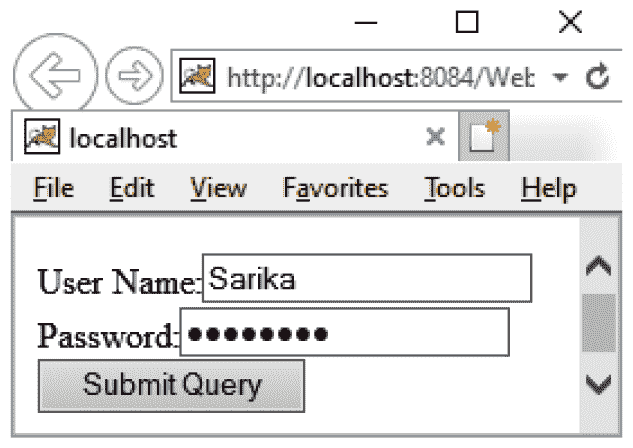 http://localhost:8084/Web
localhost
File Edit View Favorites Tools Help
User Name: Sarika
Password: ••••••••
Submit Query